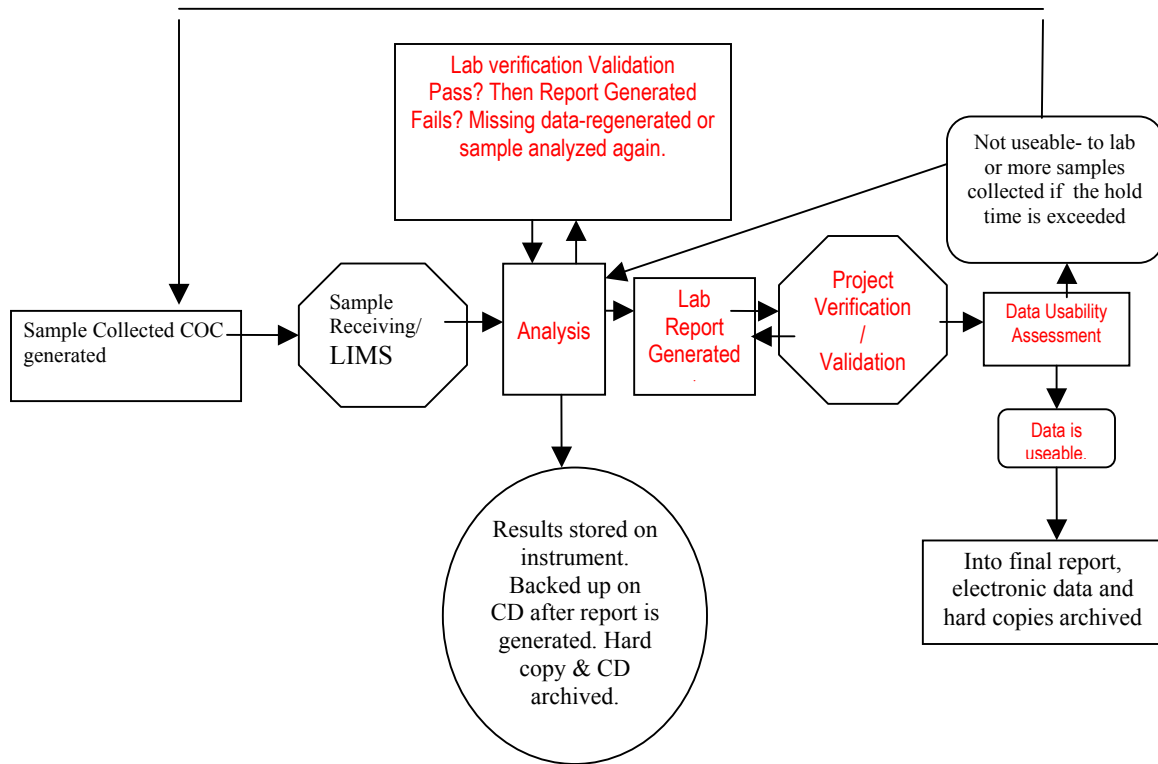 Lab verification Validation
Pass? Then Report Generated
Fails? Missing data-regenerated or
sample analyzed again.
Not useable- to lab
or more samples
collected if the hold
time is exceeded
Sample Collected COC
generated
Sample
Receiving/
LIMS
Analysis
Lab
Report
Generated
.
Project
Verification
/
Validation
Data Usability
Assessment
Data is
useable.
Results stored on
instrument.
Backed up on
CD after report is
generated. Hard
copy & CD
archived.
Into final report,
electronic data and
hard copies archived